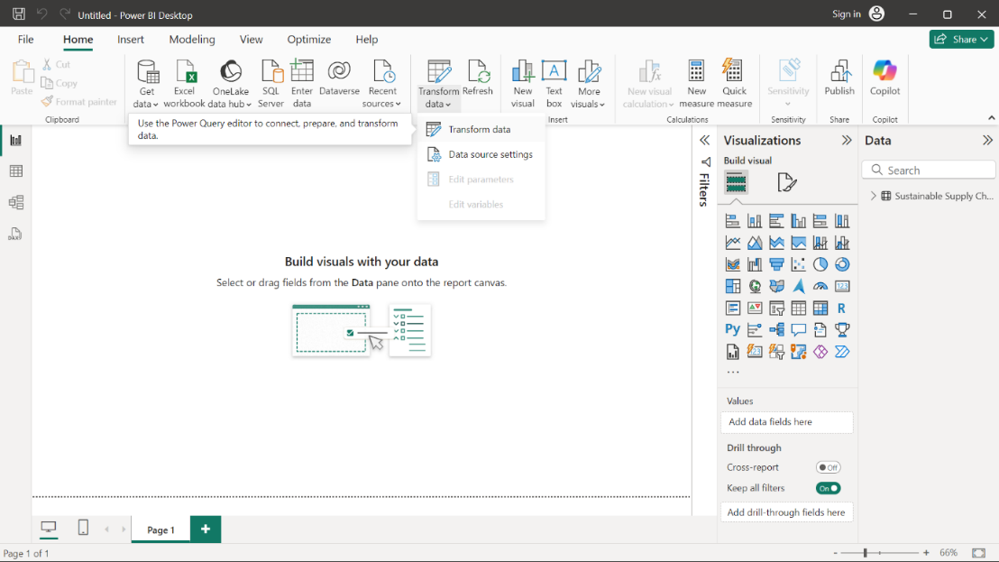 Untitled - Power BI Desktop
Sign in
File
Home
Insert
Modeling
View
Optimize
Help
Share
Paste
Cut
Copy
Format painter
Clipboard
Get
data
Excel
workbook
OneLake
data hub
SQL
Server
Enter
data
Dataverse
Recent
sources
Transform
data
Refresh
New
visual
Text
box
More
visuals
Insert
New visual
calculation
New
measure
Quick
measure
Calculations
Sensitivity
Sensitivity
Publish
Share
Copilot
Copilot
Use the Power Query editor to connect, prepare, and transform
data.
Transform data
Data source settings
Edit parameters
Edit variables
Build visuals with your data
Select or drag fields from the Data pane onto the report canvas.
Filters
Visualizations
Build visual
123
R
Py
123
...
Values
Add data fields here
Drill through
Cross-report
Off
Keep all filters
On
Add drill-through fields here
Data
Search
Sustainable Supply Ch...
DAX
Page 1
+
Page 1 of 1
-
+
66%